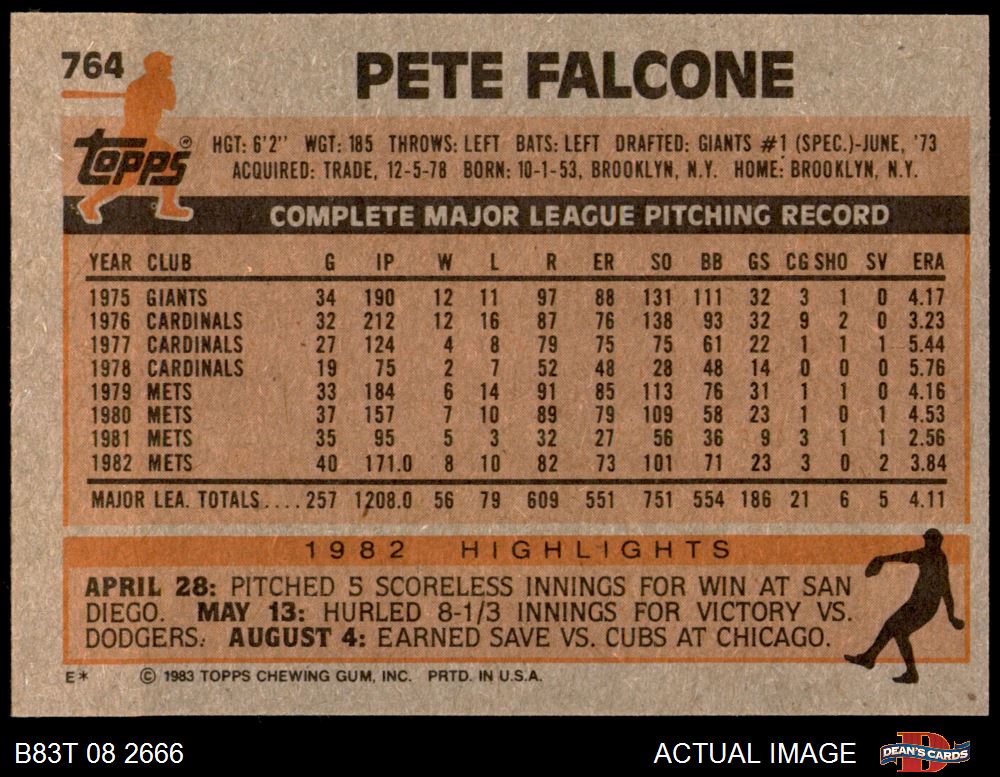 764
PETE FALCONE
TOPPS®
HGT: 6'2" WGT: 185 THROWS: LEFT BATS: LEFT DRAFTED: GIANTS #1 (SPEC.)-JUNE, '73
ACQUIRED: TRADE, 12-5-78 BORN: 10-1-53, BROOKLYN, N.Y. HOME: BROOKLYN, N.Y.
COMPLETE MAJOR LEAGUE PITCHING RECORD
YEAR CLUB G IP W L R ER SO BB GS CG SHO SV ERA
1975 GIANTS 34 190 12 11 97 88 131 111 32 3 1 0 4.17
1976 CARDINALS 32 212 12 16 87 76 138 93 32 9 2 0 3.23
1977 CARDINALS 27 124 4 8 79 75 75 61 22 1 1 1 5.44
1978 CARDINALS 19 75 2 7 52 48 28 48 14 0 0 0 5.76
1979 METS 33 184 6 14 91 85 113 76 31 1 1 0 4.16
1980 METS 37 157 7 10 89 79 109 58 23 1 0 1 4.53
1981 METS 35 95 5 3 32 27 56 36 9 3 1 1 2.56
1982 METS 40 171.0 8 10 82 73 101 71 23 3 0 2 3.84
MAJOR LEA. TOTALS.... 257 1208.0 56 79 609 551 751 554 186 21 6 5 4.11
1982 HIGHLIGHTS
APRIL 28: PITCHED 5 SCORELESS INNINGS FOR WIN AT SAN
DIEGO. MAY 13: HURLED 8-1/3 INNINGS FOR VICTORY VS.
DODGERS. AUGUST 4: EARNED SAVE VS. CUBS AT CHICAGO.
E* © 1983 TOPPS CHEWING GUM, INC. PRTD. IN U.S.A.
B83T 08 2666 ACTUAL IMAGE DEAN'S CARDS